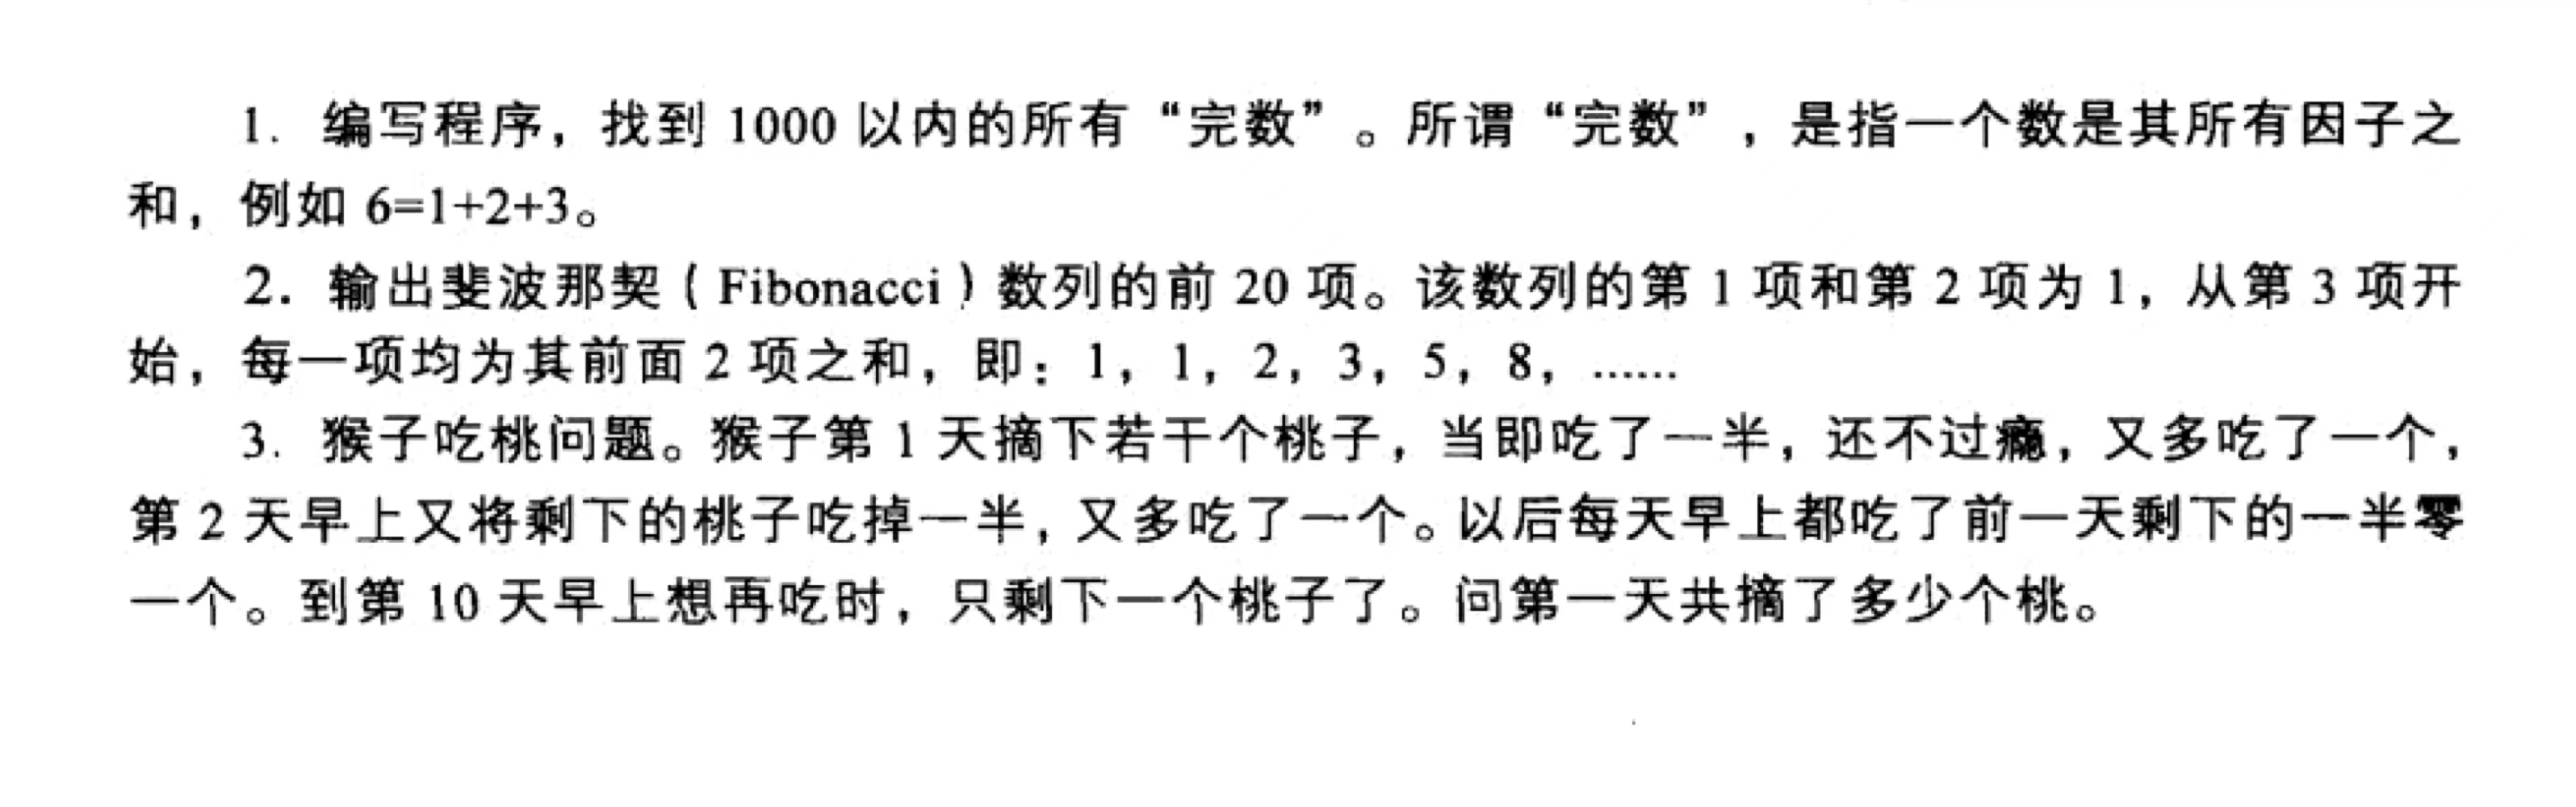 1. 编写程序，找到 1000 以内的所有“完数”。所谓“完数”，是指一个数是其所有因子之
和，例如 6=1+2+3。
2. 输出斐波那契（Fibonacci）数列的前 20 项。该数列的第 1 项和第 2 项为 1，从第 3 项开
始，每一项均为其前面 2 项之和，即：1，1，2，3，5，8，……
3. 猴子吃桃问题。猴子第 1 天摘下若干个桃子，当即吃了一半，还不过瘾，又多吃了一个，
第 2 天早上又将剩下的桃子吃掉一半，又多吃了一个。以后每天早上都吃了前一天剩下的一半零
一个。到第 10 天早上想再吃时，只剩下一个桃子了。问第一天共摘了多少个桃。